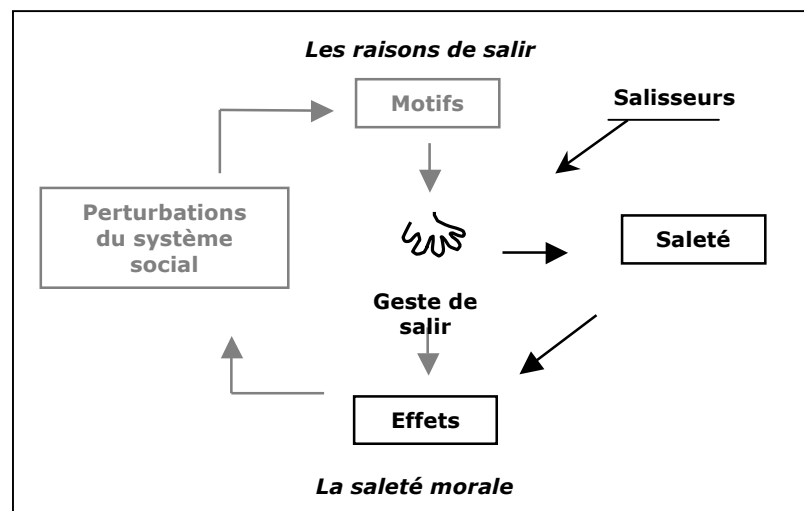 Les raisons de salir
Motifs
Salisseurs
Perturbations
du système
social
Saleté
Geste de
salir
Effets
La saleté morale